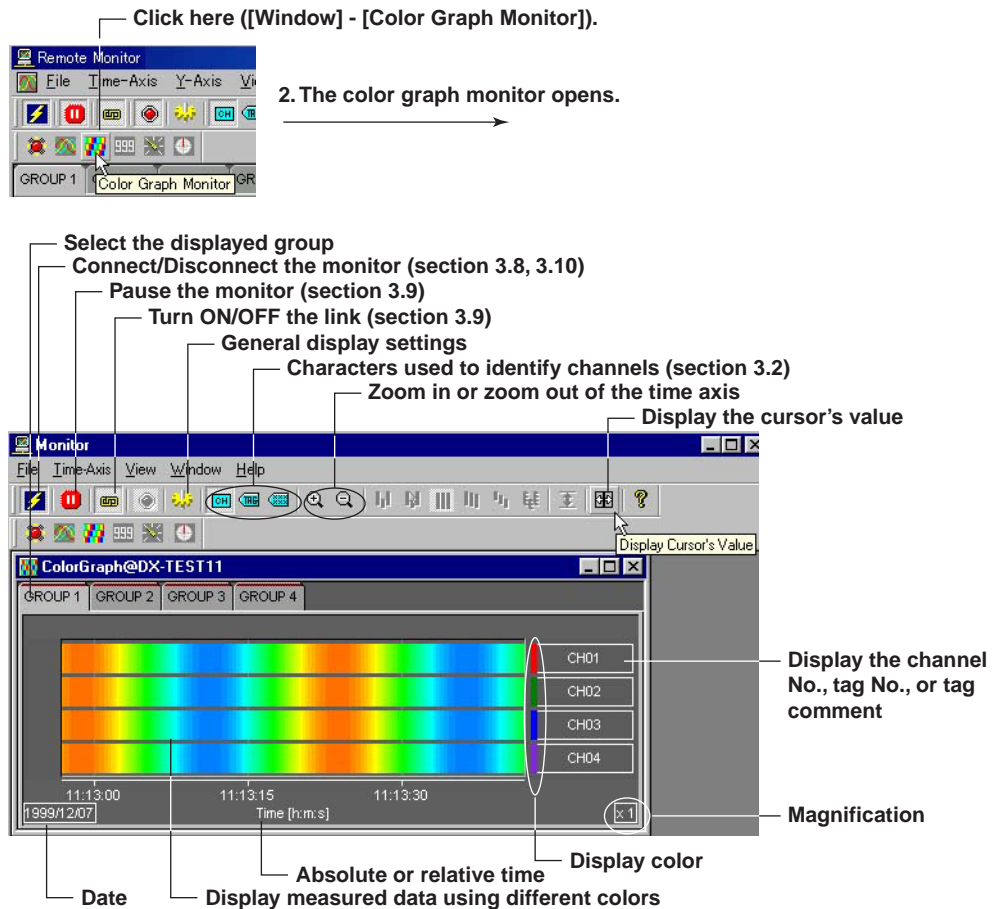 Click here ([Window] - [Color Graph Monitor]).
Remote Monitor
File Time-Axis Y-Axis
2. The color graph monitor opens.
CH
999
GROUP 1
Color Graph Monitor
Select the displayed group
Connect/Disconnect the monitor (section 3.8, 3.10)
Pause the monitor (section 3.9)
Turn ON/OFF the link (section 3.9)
General display settings
Characters used to identify channels (section 3.2)
Zoom in or zoom out of the time axis
Display the cursor's value
Monitor
File Time-Axis View Window Help
CH TAG
999
Display Cursor's Value
ColorGraph@DX-TEST11
GROUP 1 GROUP 2 GROUP 3 GROUP 4
CH01
CH02
CH03
CH04
Display the channel
No., tag No., or tag
comment
11:13:00 11:13:15 11:13:30
1999/12/07 Time [h:m:s] x 1
Magnification
Display color
Absolute or relative time
Date Display measured data using different colors